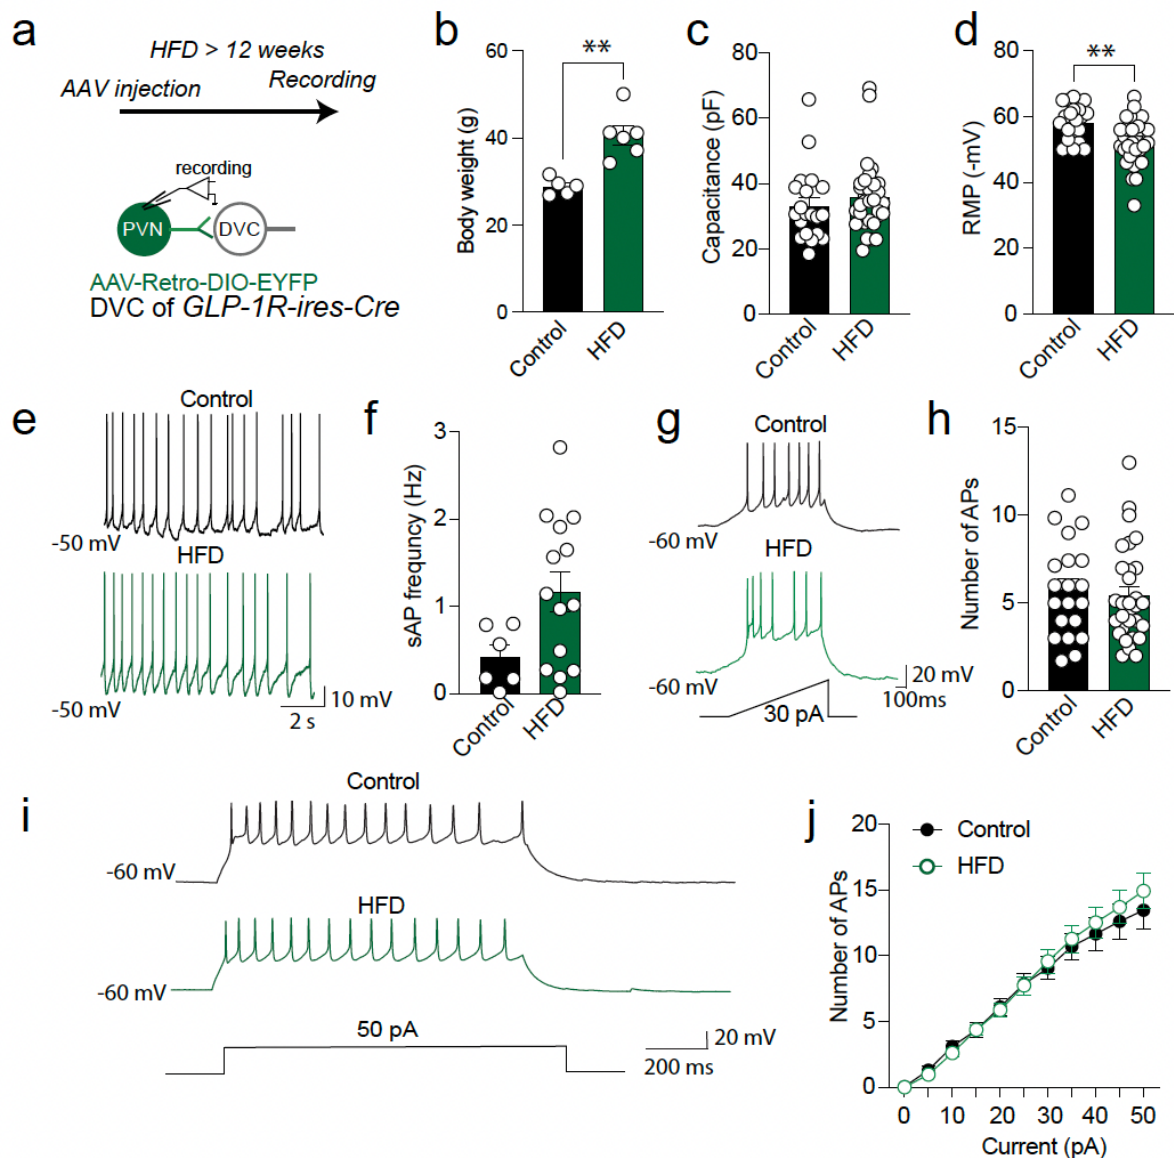 a
HFD > 12 weeks
AAV injection
Recording
recording
PVN
DVC
AAV-Retro-DIO-EYFP
DVC of GLP-1R-ires-Cre
b
**
Body weight (g)
60
40
20
0
Control
HFD
c
Capacitance (pF)
80
60
40
20
0
Control
HFD
d
**
RMP (-mV)
80
60
40
20
0
Control
HFD
e
Control
-50 mV
HFD
-50 mV
10 mV
2 s
f
sAP frequncy (Hz)
3
2
1
0
Control
HFD
g
Control
-60 mV
HFD
-60 mV
20 mV
100ms
30 pA
h
Number of APs
15
10
5
0
Control
HFD
i
Control
-60 mV
HFD
-60 mV
50 pA
20 mV
200 ms
j
Control
HFD
Number of APs
20
15
10
5
0
0 10 20 30 40 50
Current (pA)